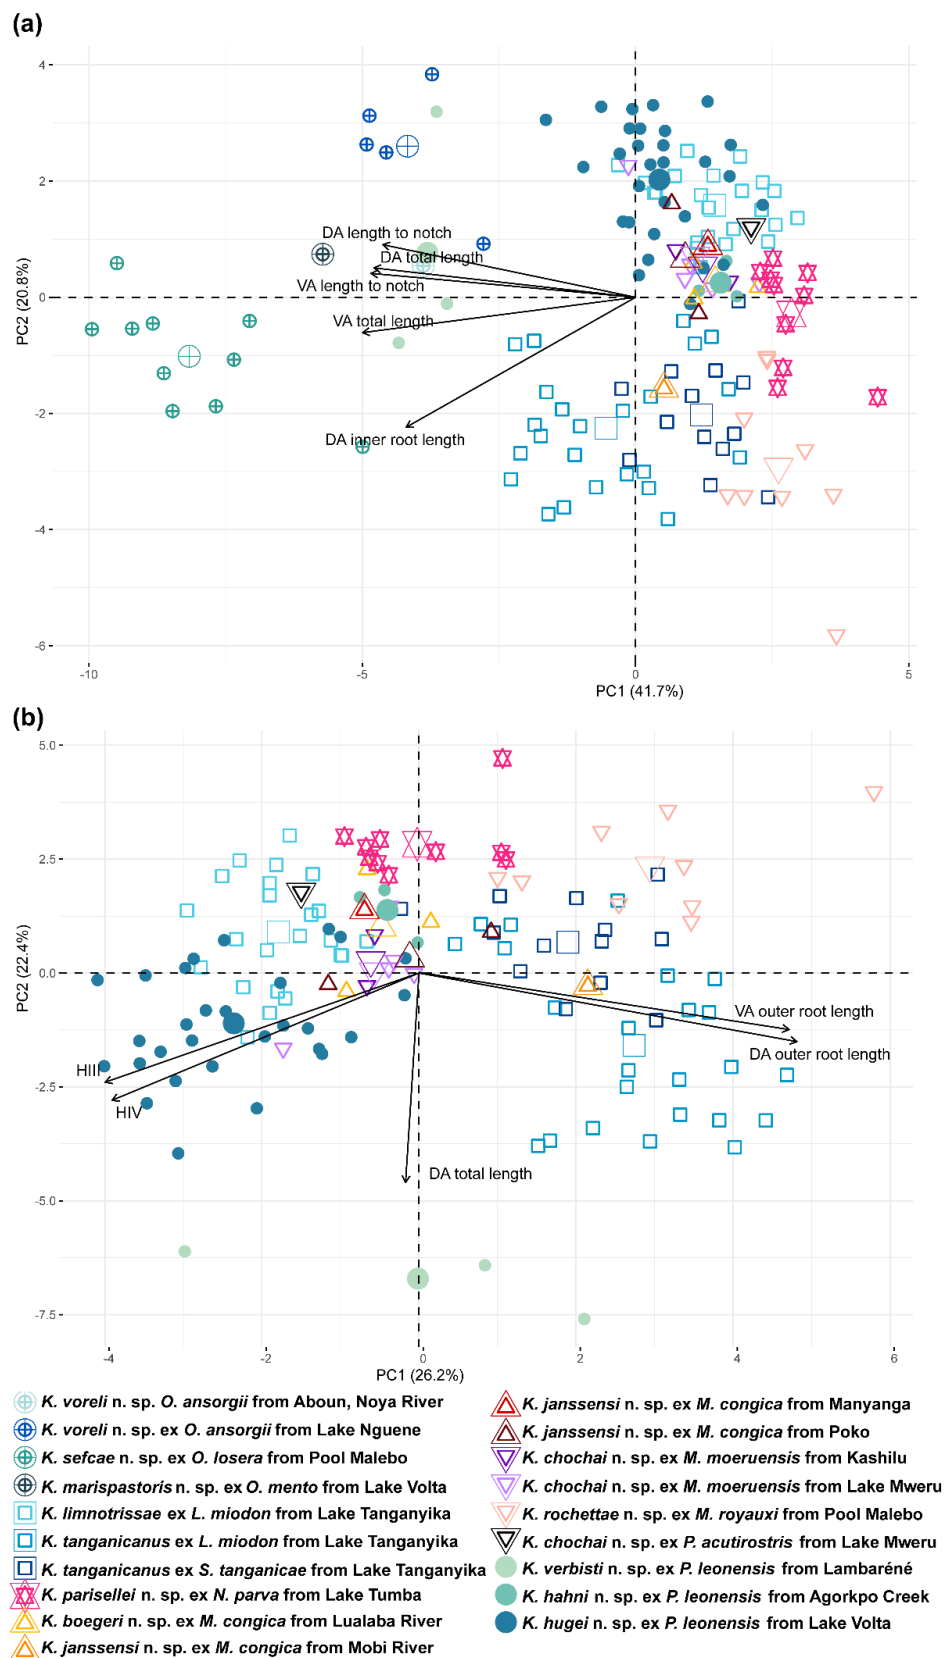 (a)
4
2
0
-2
-4
-6
PC2 (20.8%)
DA length to notch
DA total length
VA length to notch
VA total length
DA inner root length
-10
-5
0
5
PC1 (41.7%)
(b)
5.0
2.5
0.0
-2.5
-5.0
-7.5
PC2 (22.4%)
VA outer root length
DA outer root length
HIII
HIV
DA total length
-4
-2
0
2
4
6
PC1 (26.2%)
K. voreli n. sp. O. ansorgii from Aboun, Noya River
K. voreli n. sp. ex O. ansorgii from Lake Nguene
K. sefcae n. sp. ex O. losera from Pool Malebo
K. marispastoris n. sp. ex O. mento from Lake Volta
K. limnotrissae ex L. miodon from Lake Tanganyika
K. tanganicanus ex L. miodon from Lake Tanganyika
K. tanganicanus ex S. tanganicae from Lake Tanganyika
K. parisellei n. sp. ex N. parva from Lake Tumba
K. boegeri n. sp. ex M. congica from Lualaba River
K. janssensi n. sp. ex M. congica from Mobi River
K. janssensi n. sp. ex M. congica from Manyanga
K. janssensi n. sp. ex M. congica from Poko
K. chochai n. sp. ex M. moeruensis from Kashilu
K. chochai n. sp. ex M. moeruensis from Lake Mweru
K. rochettae n. sp. ex M. royauxi from Pool Malebo
K. chochai n. sp. ex P. acutirostris from Lake Mweru
K. verbisti n. sp. ex P. leonensis from Lambaréné
K. hahni n. sp. ex P. leonensis from Agorkpo Creek
K. hugei n. sp. ex P. leonensis from Lake Volta